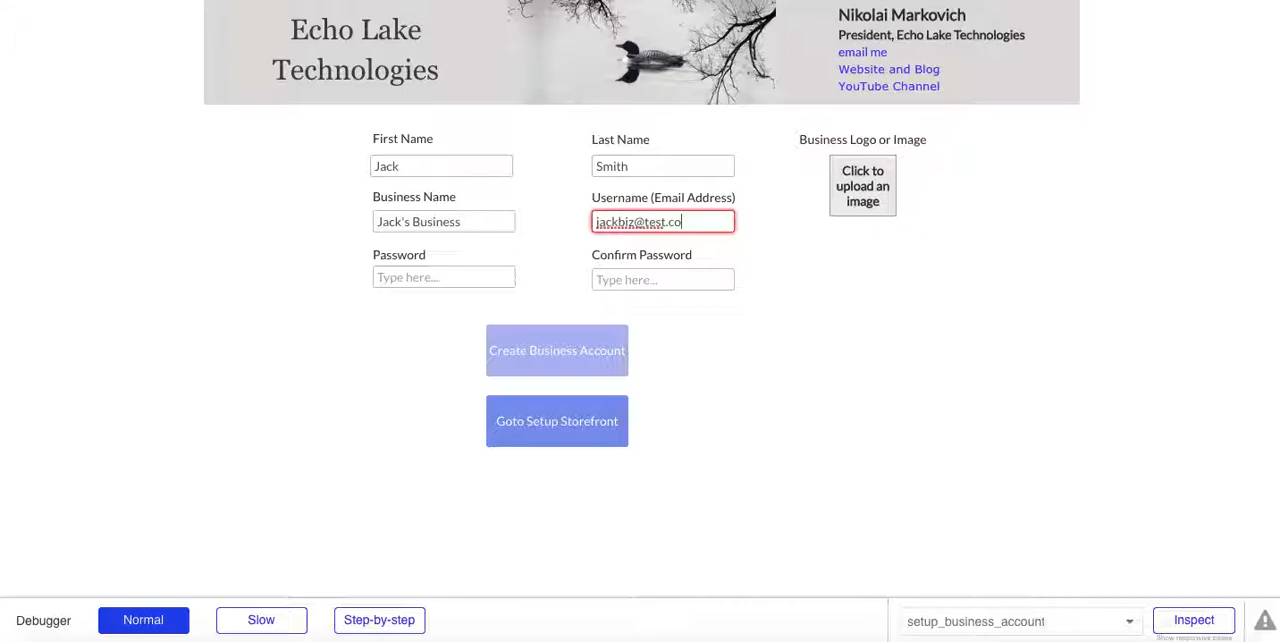 Echo Lake
Technologies
Nikolai Markovich
President, Echo Lake Technologies
email me
Website and Blog
YouTube Channel
First Name
Last Name
Business Logo or Image
Jack
Smith
Click to
upload an
image
Business Name
Username (Email Address)
Jack's Business
jackbiz@test.co
Password
Confirm Password
Type here...
Type here...
Create Business Account
Goto Setup Storefront
Debugger
Normal
Slow
Step-by-step
setup_business_account
Inspect
Show responsive boxes